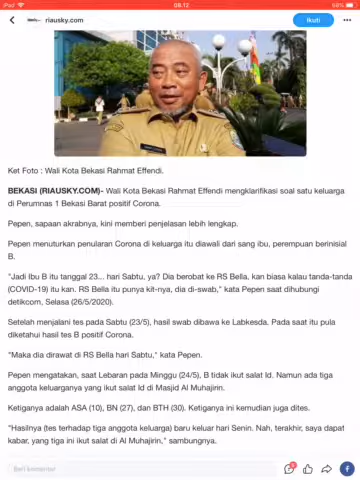 iPad
09.12
98%
riausky.com
Ikuti
Ket Foto : Wali Kota Bekasi Rahmat Effendi.
BEKASI (RIAUSKY.COM)- Wali Kota Bekasi Rahmat Effendi mengklarifikasi soal satu keluarga
di Perumnas 1 Bekasi Barat positif Corona.
Pepen, sapaan akrabnya, kini memberi penjelasan lebih lengkap.
Pepen menuturkan penularan Corona di keluarga itu diawali dari sang ibu, perempuan berinisial
B.
"Jadi Ibu B itu tanggal 23... hari Sabtu, ya? Dia berobat ke RS Bella, kan biasa kalau tanda-tanda
(COVID-19) itu kan. RS Bella itu punya kit-nya, dia di-swab," kata Pepen saat dihubungi
detikcom, Selasa (26/5/2020).
Setelah menjalani tes pada Sabtu (23/5), hasil swab dibawa ke Labkesda. Pada saat itu pula
diketahui hasil tes B positif Corona.
"Maka dia dirawat di RS Bella hari Sabtu," kata Pepen.
Pepen mengatakan, saat Lebaran pada Minggu (24/5), B tidak ikut salat Id. Namun ada tiga
anggota keluarganya yang ikut salat Id di Masjid Al Muhajirin.
Ketiganya adalah ASA (10), BN (27), dan BTH (30). Ketiganya ini kemudian juga dites.
"Hasilnya (tes terhadap tiga anggota keluarga) baru keluar hari Senin. Nah, terakhir, saya dapat
kabar, yang tiga ini ikut salat di Al Muhajirin," sambungnya.
Beri komentar